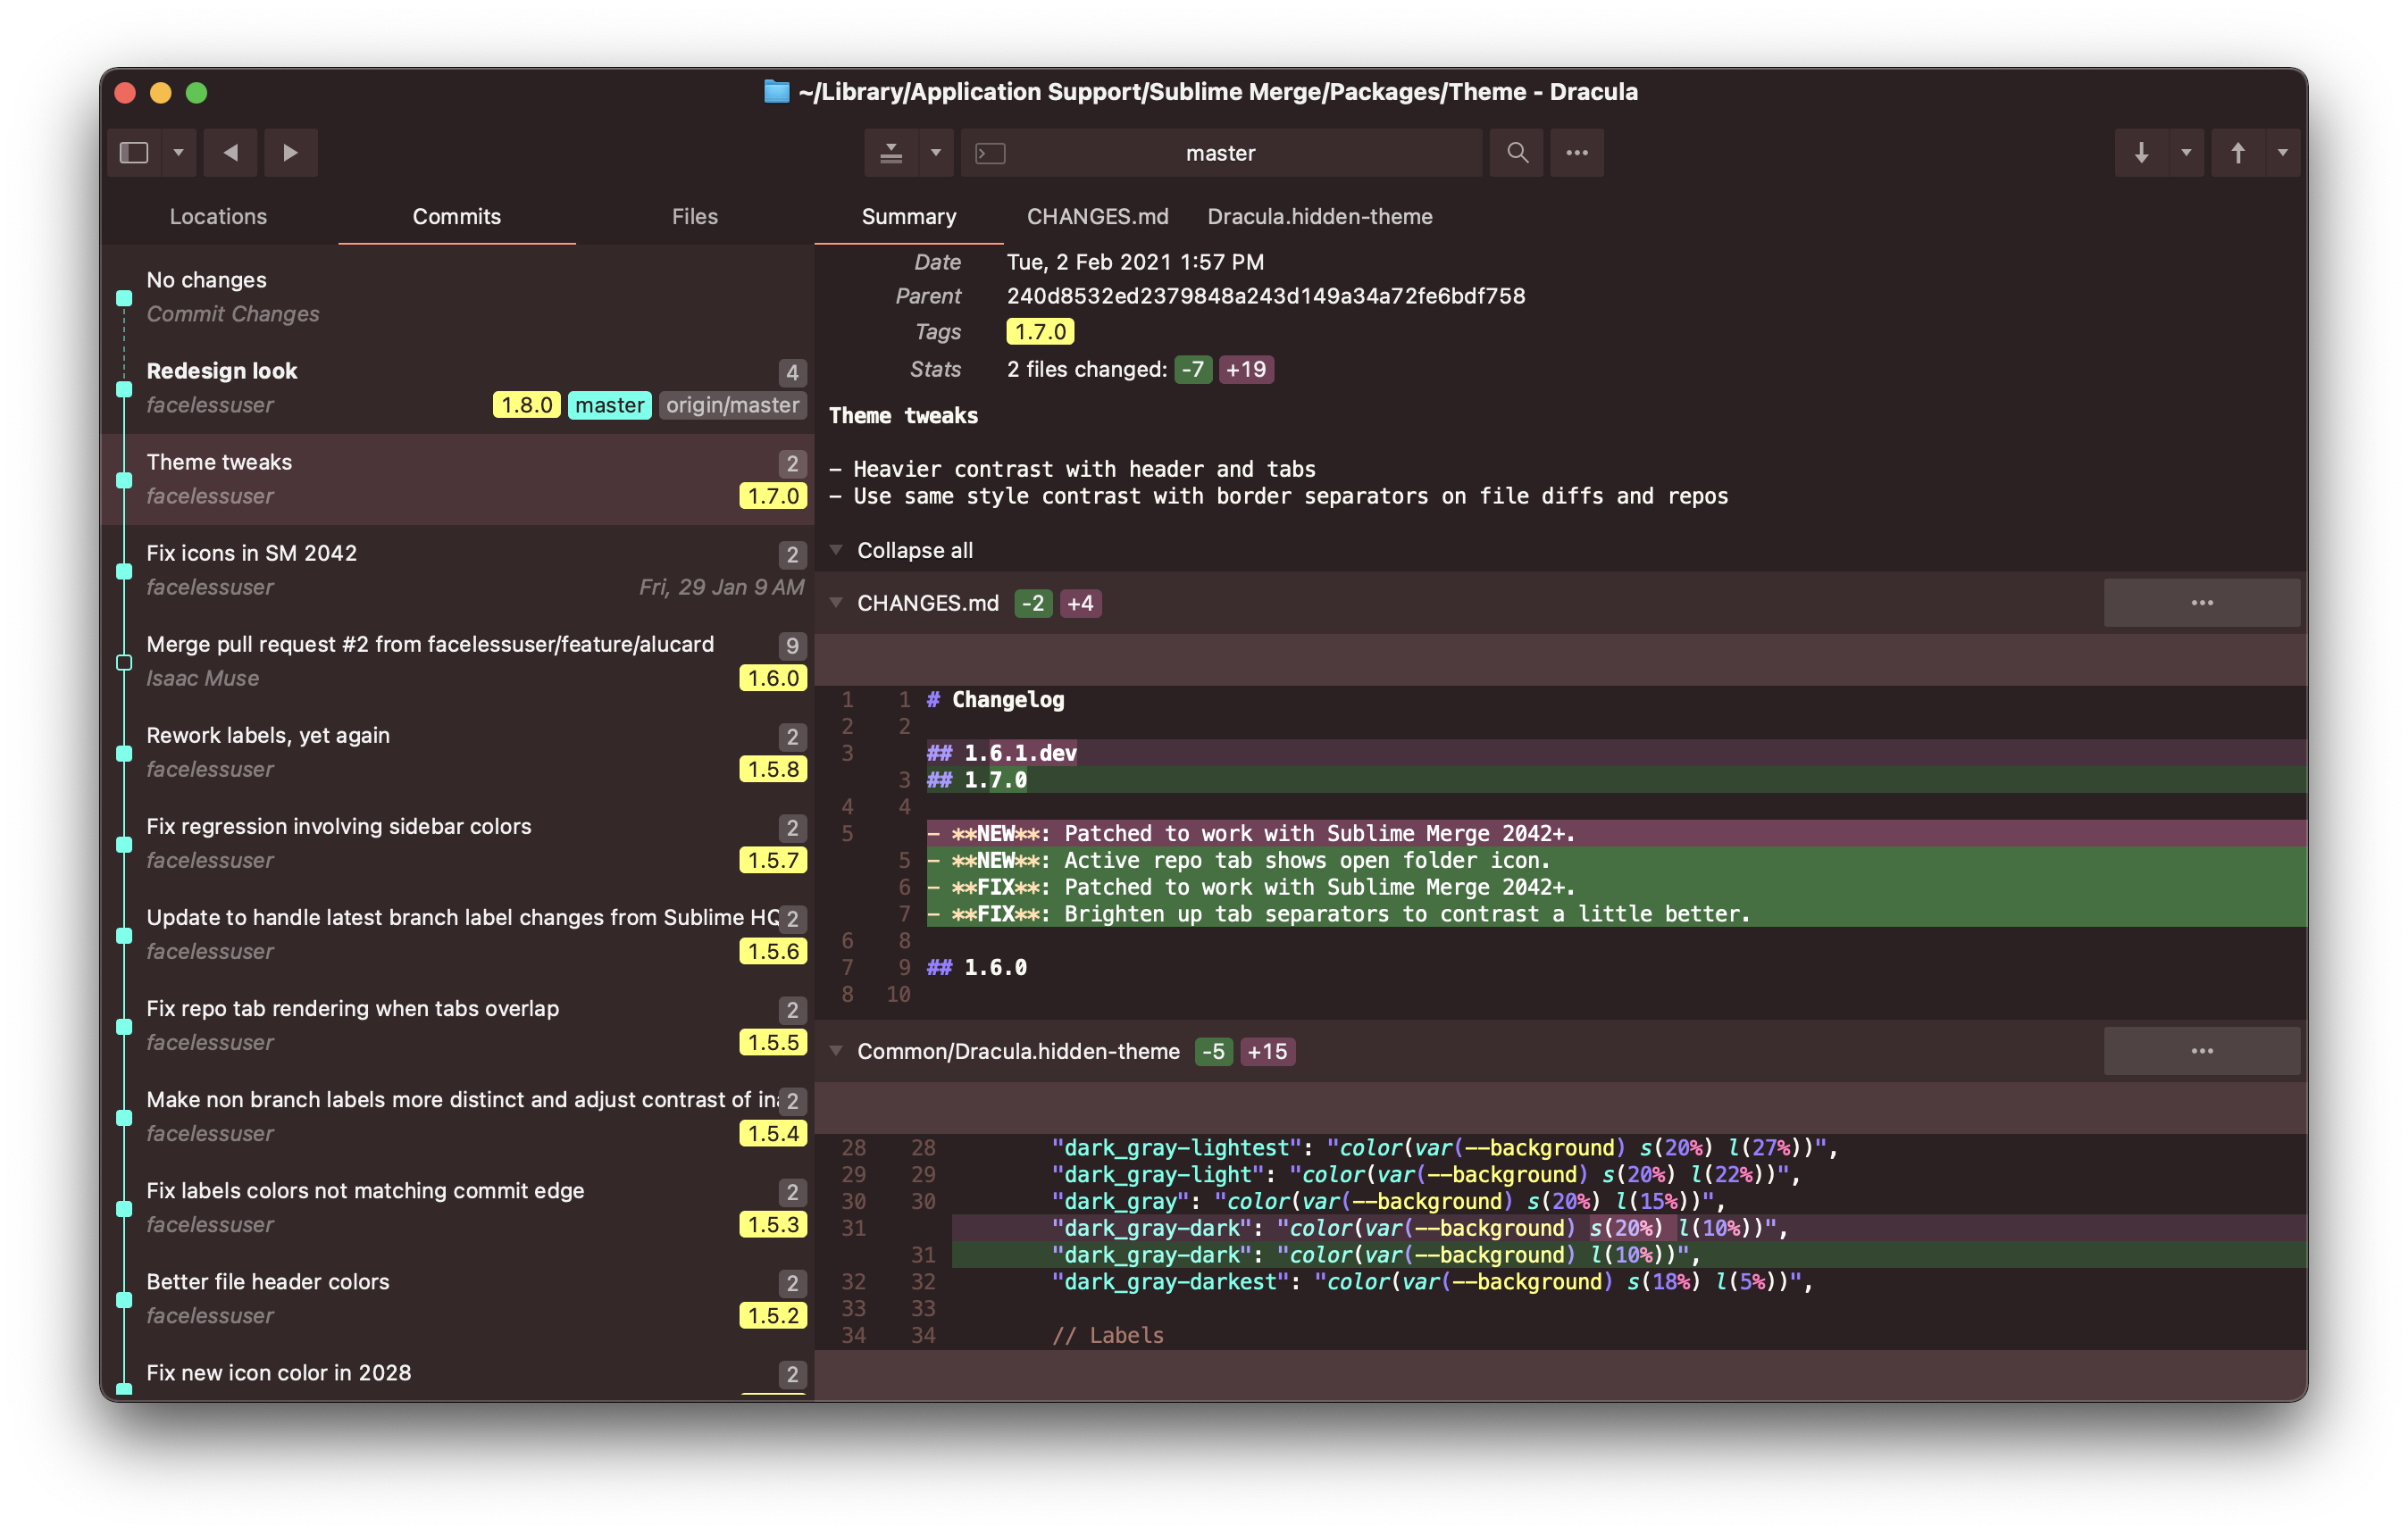 ~/Library/Application Support/Sublime Merge/Packages/Theme - Dracula
master
Locations
Commits
Files
No changes
Commit Changes
Redesign look 4
facelessuser 1.8.0 master origin/master
Theme tweaks 2
facelessuser 1.7.0
Fix icons in SM 2042 2
facelessuser Fri, 29 Jan 9 AM
Merge pull request #2 from facelessuser/feature/alucard 9
Isaac Muse 1.6.0
Rework labels, yet again 2
facelessuser 1.5.8
Fix regression involving sidebar colors 2
facelessuser 1.5.7
Update to handle latest branch label changes from Sublime HQ 2
facelessuser 1.5.6
Fix repo tab rendering when tabs overlap 2
facelessuser 1.5.5
Make non branch labels more distinct and adjust contrast of in 2
facelessuser 1.5.4
Fix labels colors not matching commit edge 2
facelessuser 1.5.3
Better file header colors 2
facelessuser 1.5.2
Fix new icon color in 2028 2
Summary
CHANGES.md
Dracula.hidden-theme
Date Tue, 2 Feb 2021 1:57 PM
Parent 240d8532ed2379848a243d149a34a72fe6bdf758
Tags 1.7.0
Stats 2 files changed: -7 +19
Theme tweaks
- Heavier contrast with header and tabs
- Use same style contrast with border separators on file diffs and repos
Collapse all
CHANGES.md -2 +4
1 1 # Changelog
2 2
3 ## 1.6.1.dev
3 ## 1.7.0
4 4
5 - **NEW**: Patched to work with Sublime Merge 2042+.
5 - **NEW**: Active repo tab shows open folder icon.
6 - **FIX**: Patched to work with Sublime Merge 2042+.
7 - **FIX**: Brighten up tab separators to contrast a little better.
6 8
7 9 ## 1.6.0
8 10
Common/Dracula.hidden-theme -5 +15
28 28 "dark_gray-lightest": "color(var(--background) s(20%) l(27%))",
29 29 "dark_gray-light": "color(var(--background) s(20%) l(22%))",
30 30 "dark_gray": "color(var(--background) s(20%) l(15%))",
31 "dark_gray-dark": "color(var(--background) s(20%) l(10%))",
31 "dark_gray-dark": "color(var(--background) l(10%))",
32 32 "dark_gray-darkest": "color(var(--background) s(18%) l(5%))",
33 33
34 34 // Labels